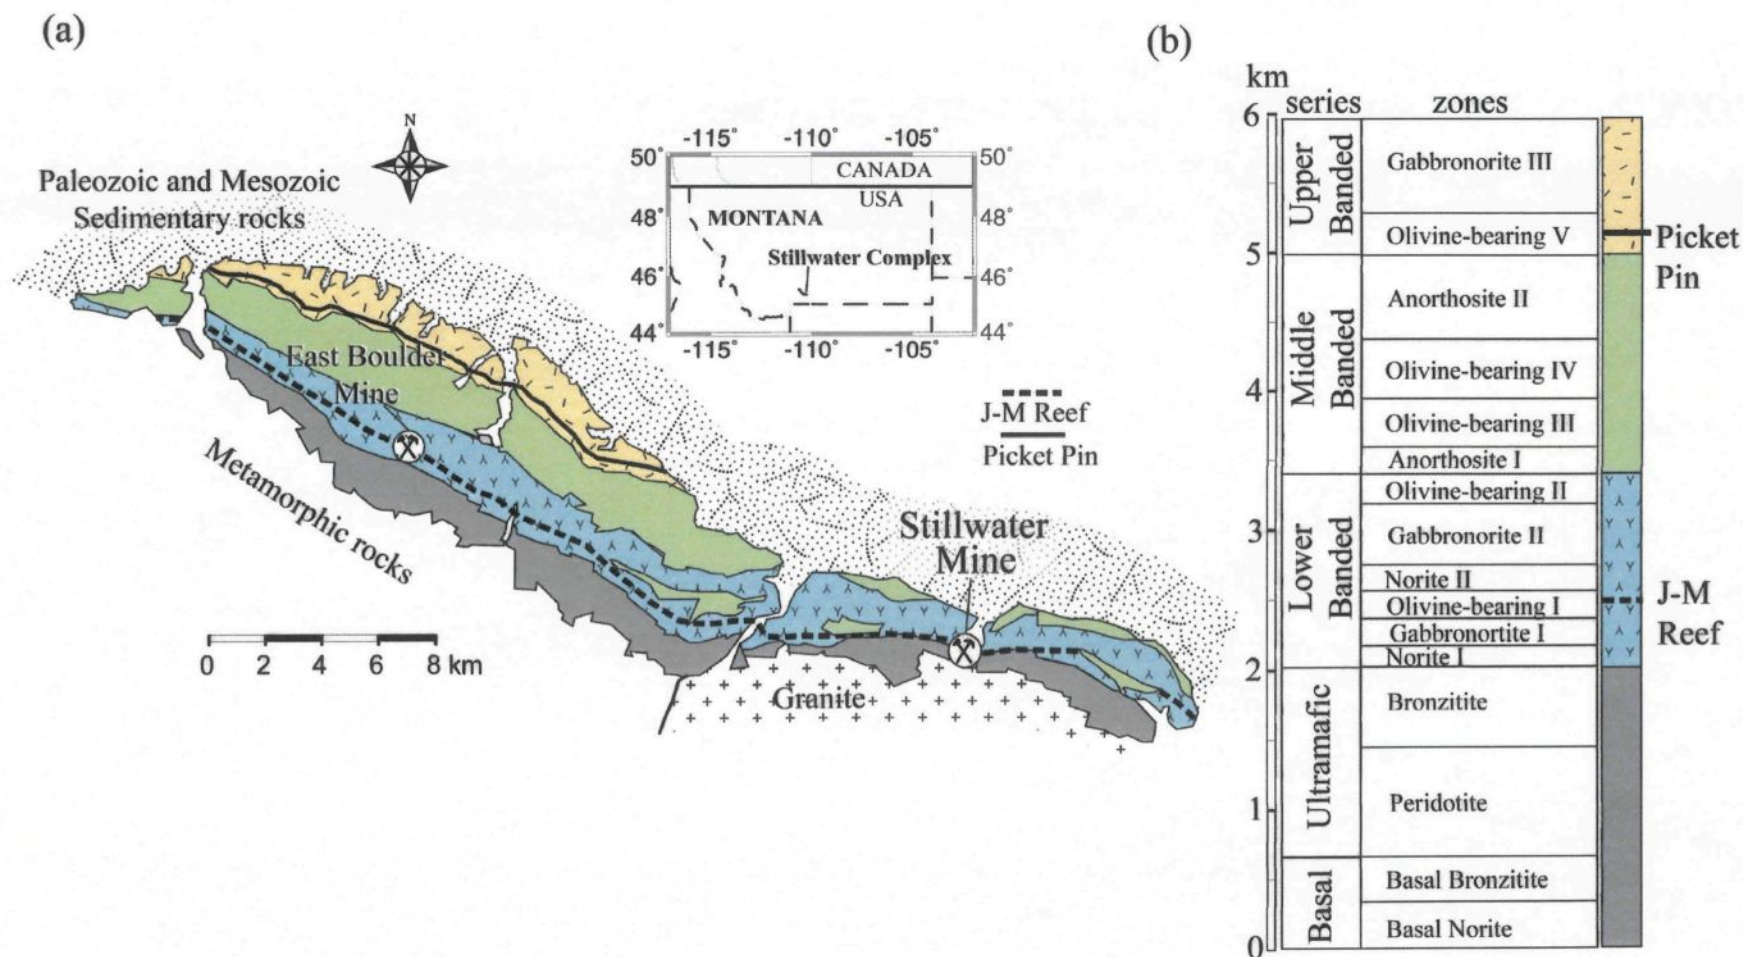 (a)
N
Paleozoic and Mesozoic
Sedimentary rocks
East Boulder
Mine
Metamorphic rocks
0 2 4 6 8 km
-115° -110° -105°
50° 50°
CANADA
USA
48° 48°
MONTANA
Stillwater Complex
46° 46°
44° 44°
-115° -110° -105°
J-M Reef
Picket Pin
Stillwater
Mine
Granite
(b)
km
series zones
6
Upper
Banded
Gabbronorite III
Olivine-bearing V
Picket
Pin
5
Middle
Banded
Anorthosite II
Olivine-bearing IV
4
Olivine-bearing III
Anorthosite I
Lower
Banded
Olivine-bearing II
3
Gabbronorite II
Norite II
Olivine-bearing I
J-M
Reef
Gabbronortite I
Norite I
2
Ultramafic
Bronzitite
Peridotite
1
Basal
Basal Bronzitite
Basal Norite
0